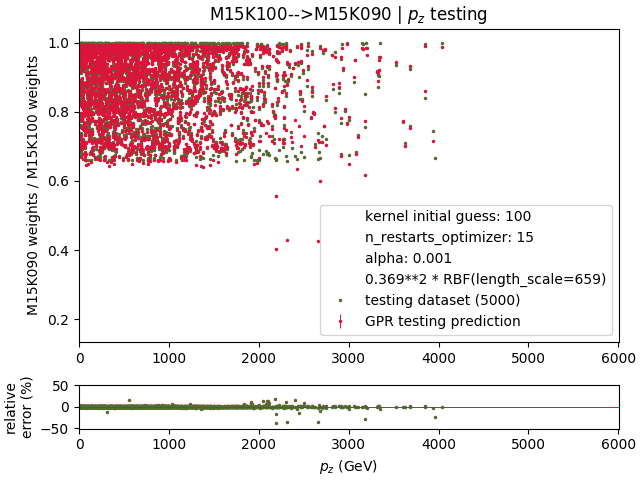 M15K100-->M15K090 | p_z testing
M15K090 weights / M15K100 weights
1.0
0.8
0.6
0.4
0.2
kernel initial guess: 100
n_restarts_optimizer: 15
alpha: 0.001
0.369**2 * RBF(length_scale=659)
testing dataset (5000)
GPR testing prediction
0 1000 2000 3000 4000 5000 6000
relative
error (%)
50
0
−50
0 1000 2000 3000 4000 5000 6000
p_z (GeV)